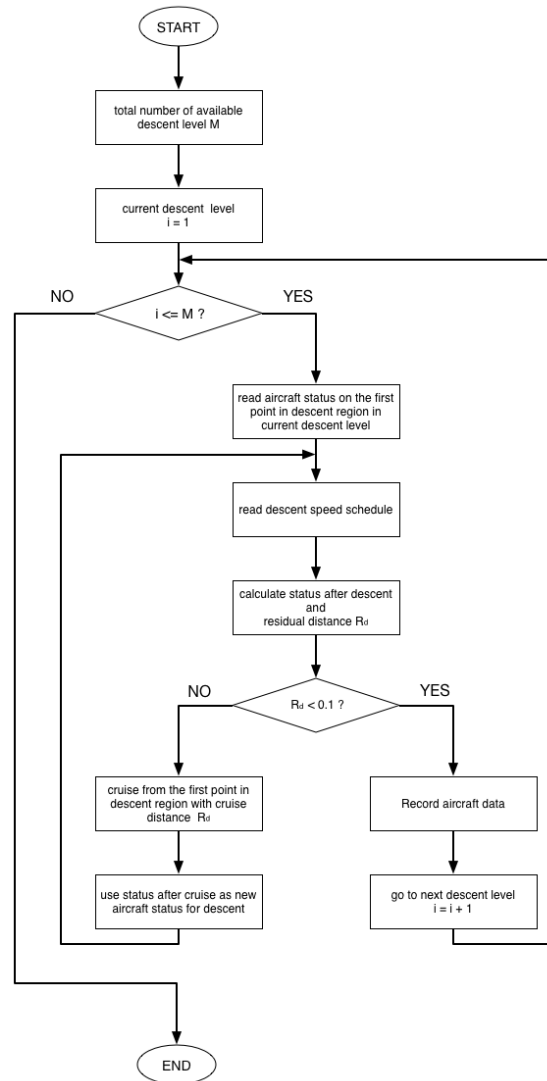 START
total number of available
descent level M
current descent level
i = 1
NO
YES
i <= M ?
read aircraft status on the first
point in descent region in
current descent level
read descent speed schedule
calculate status after descent
and
residual distance Rd
NO
YES
Rd < 0.1 ?
cruise from the first point in
descent region with cruise
distance Rd
Record aircraft data
use status after cruise as new
aircraft status for descent
go to next descent level
i = i + 1
END